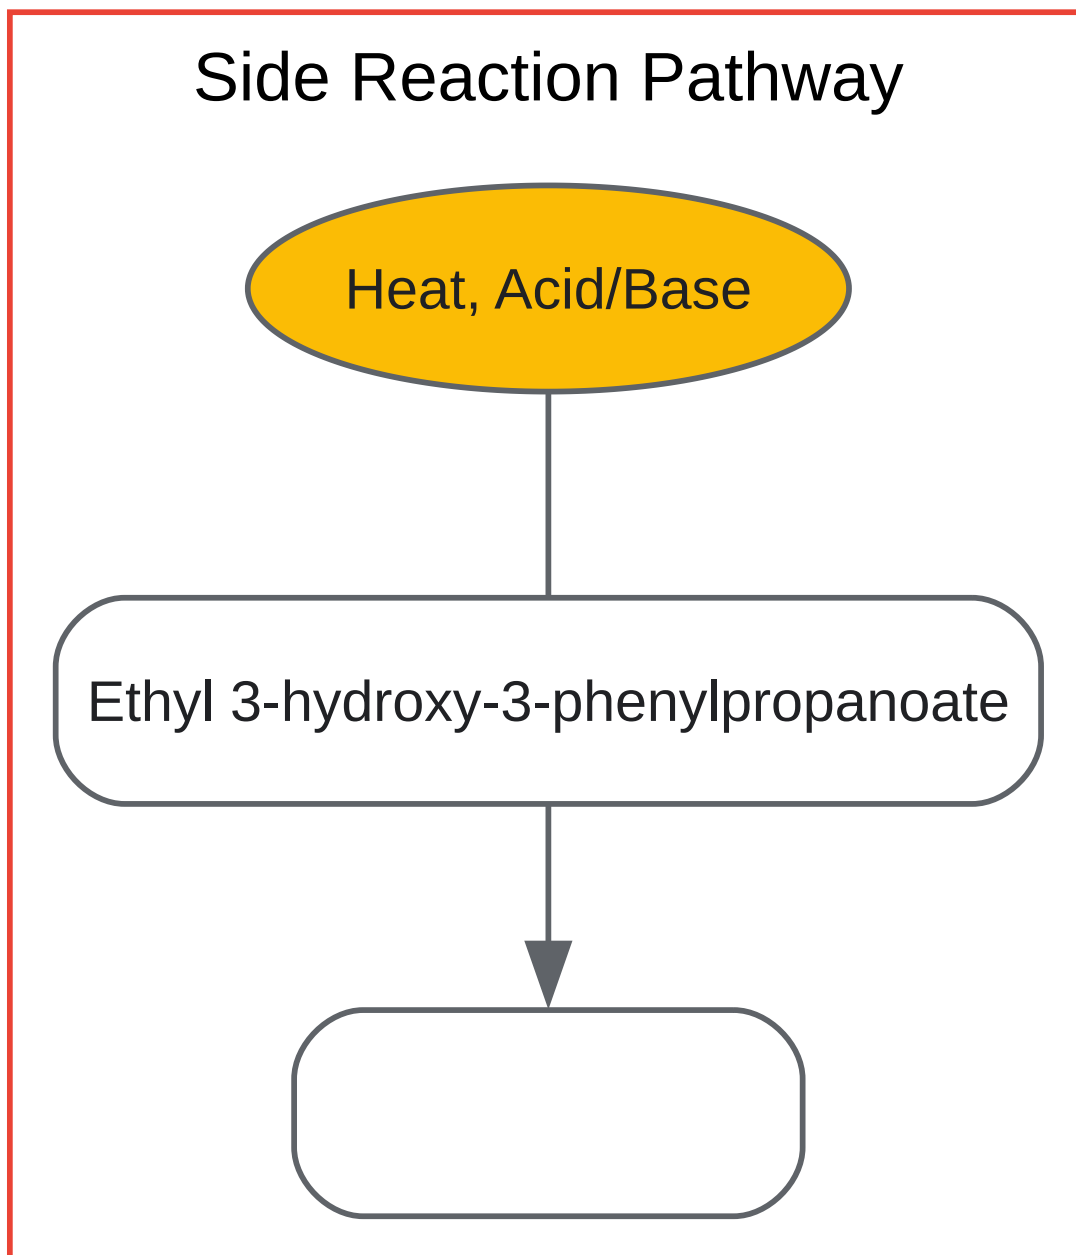 Side Reaction Pathway
Heat, Acid/Base
Ethyl 3-hydroxy-3-phenylpropanoate